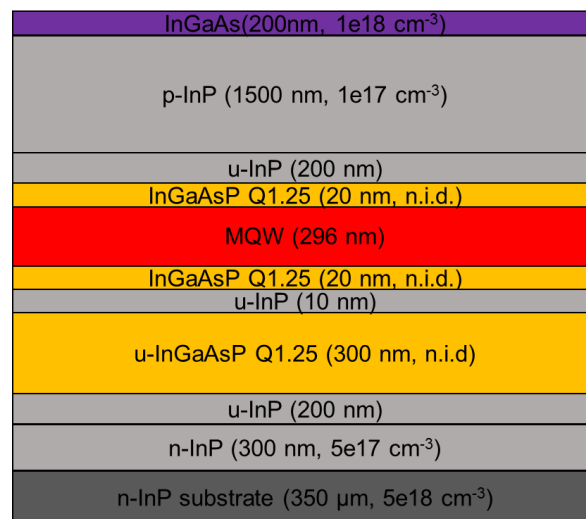 InGaAs(200nm, 1e18 cm⁻³)
p-InP (1500 nm, 1e17 cm⁻³)
u-InP (200 nm)
InGaAsP Q1.25 (20 nm, n.i.d.)
MQW (296 nm)
InGaAsP Q1.25 (20 nm, n.i.d.)
u-InP (10 nm)
u-InGaAsP Q1.25 (300 nm, n.i.d)
u-InP (200 nm)
n-InP (300 nm, 5e17 cm⁻³)
n-InP substrate (350 µm, 5e18 cm⁻³)